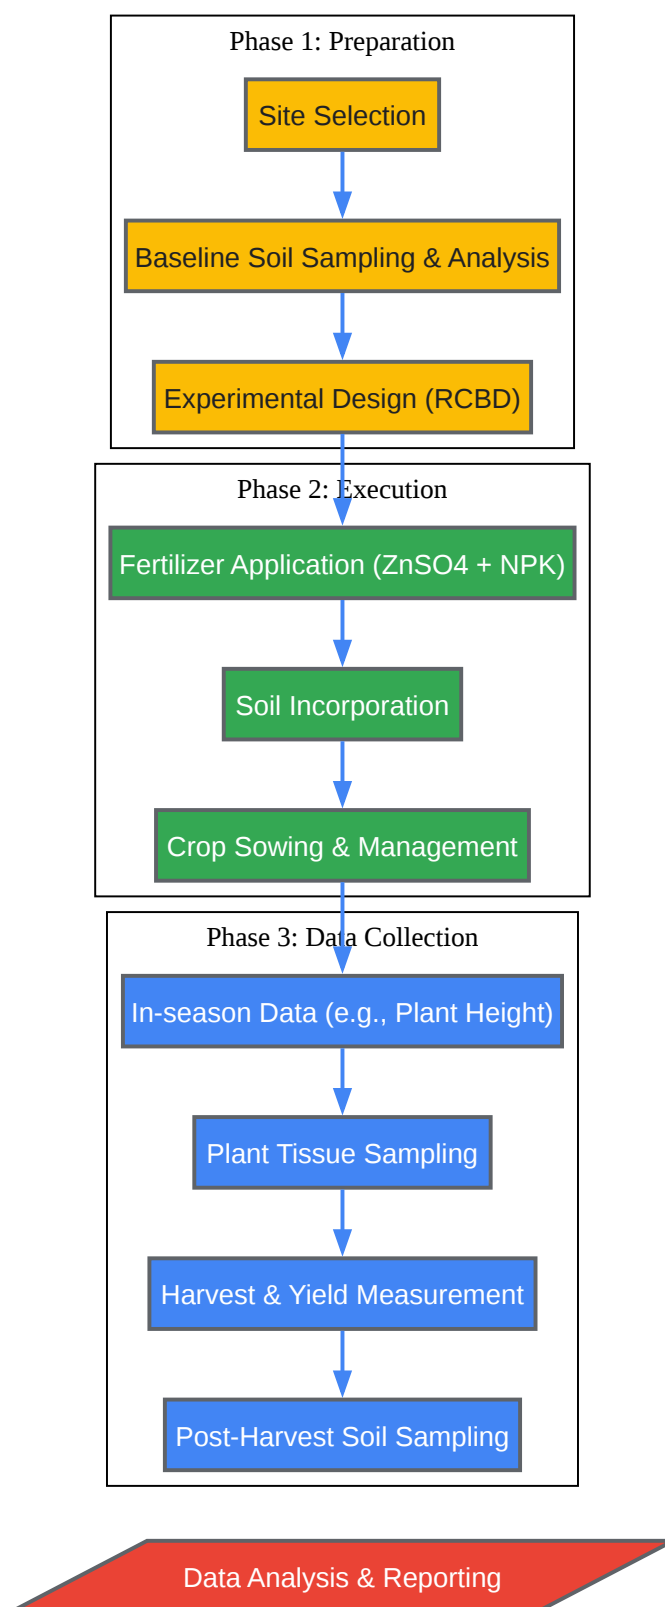 Phase 1: Preparation
Site Selection
Baseline Soil Sampling & Analysis
Experimental Design (RCBD)
Phase 2: Execution
Fertilizer Application (ZnSO4 + NPK)
Soil Incorporation
Crop Sowing & Management
Phase 3: Data Collection
In-season Data (e.g., Plant Height)
Plant Tissue Sampling
Harvest & Yield Measurement
Post-Harvest Soil Sampling
Data Analysis & Reporting